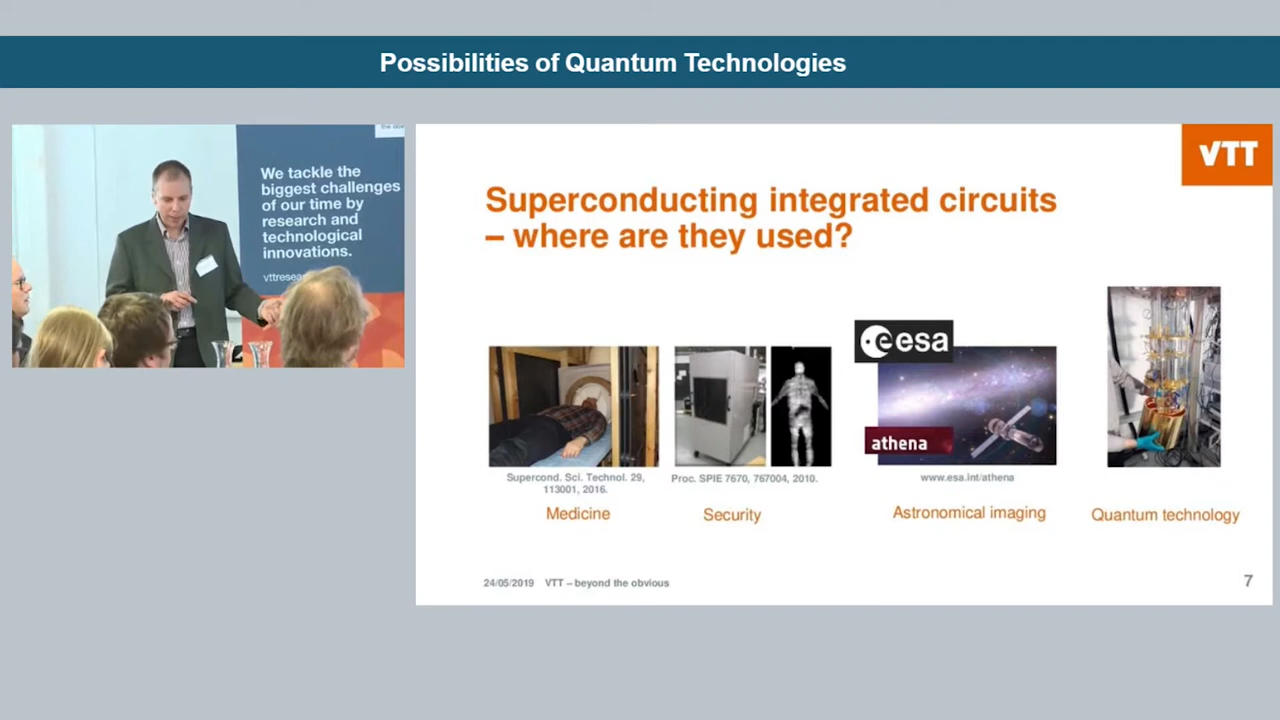 Possibilities of Quantum Technologies
We tackle the
biggest challenges
of our time by
research and
technological
innovations.
VTT
Superconducting integrated circuits
– where are they used?
esa
athena
Supercond. Sci. Technol. 29,
113001, 2016.
Proc. SPIE 7670, 767004, 2010.
www.esa.int/athena
Medicine
Security
Astronomical imaging
Quantum technology
24/05/2019 VTT – beyond the obvious
7